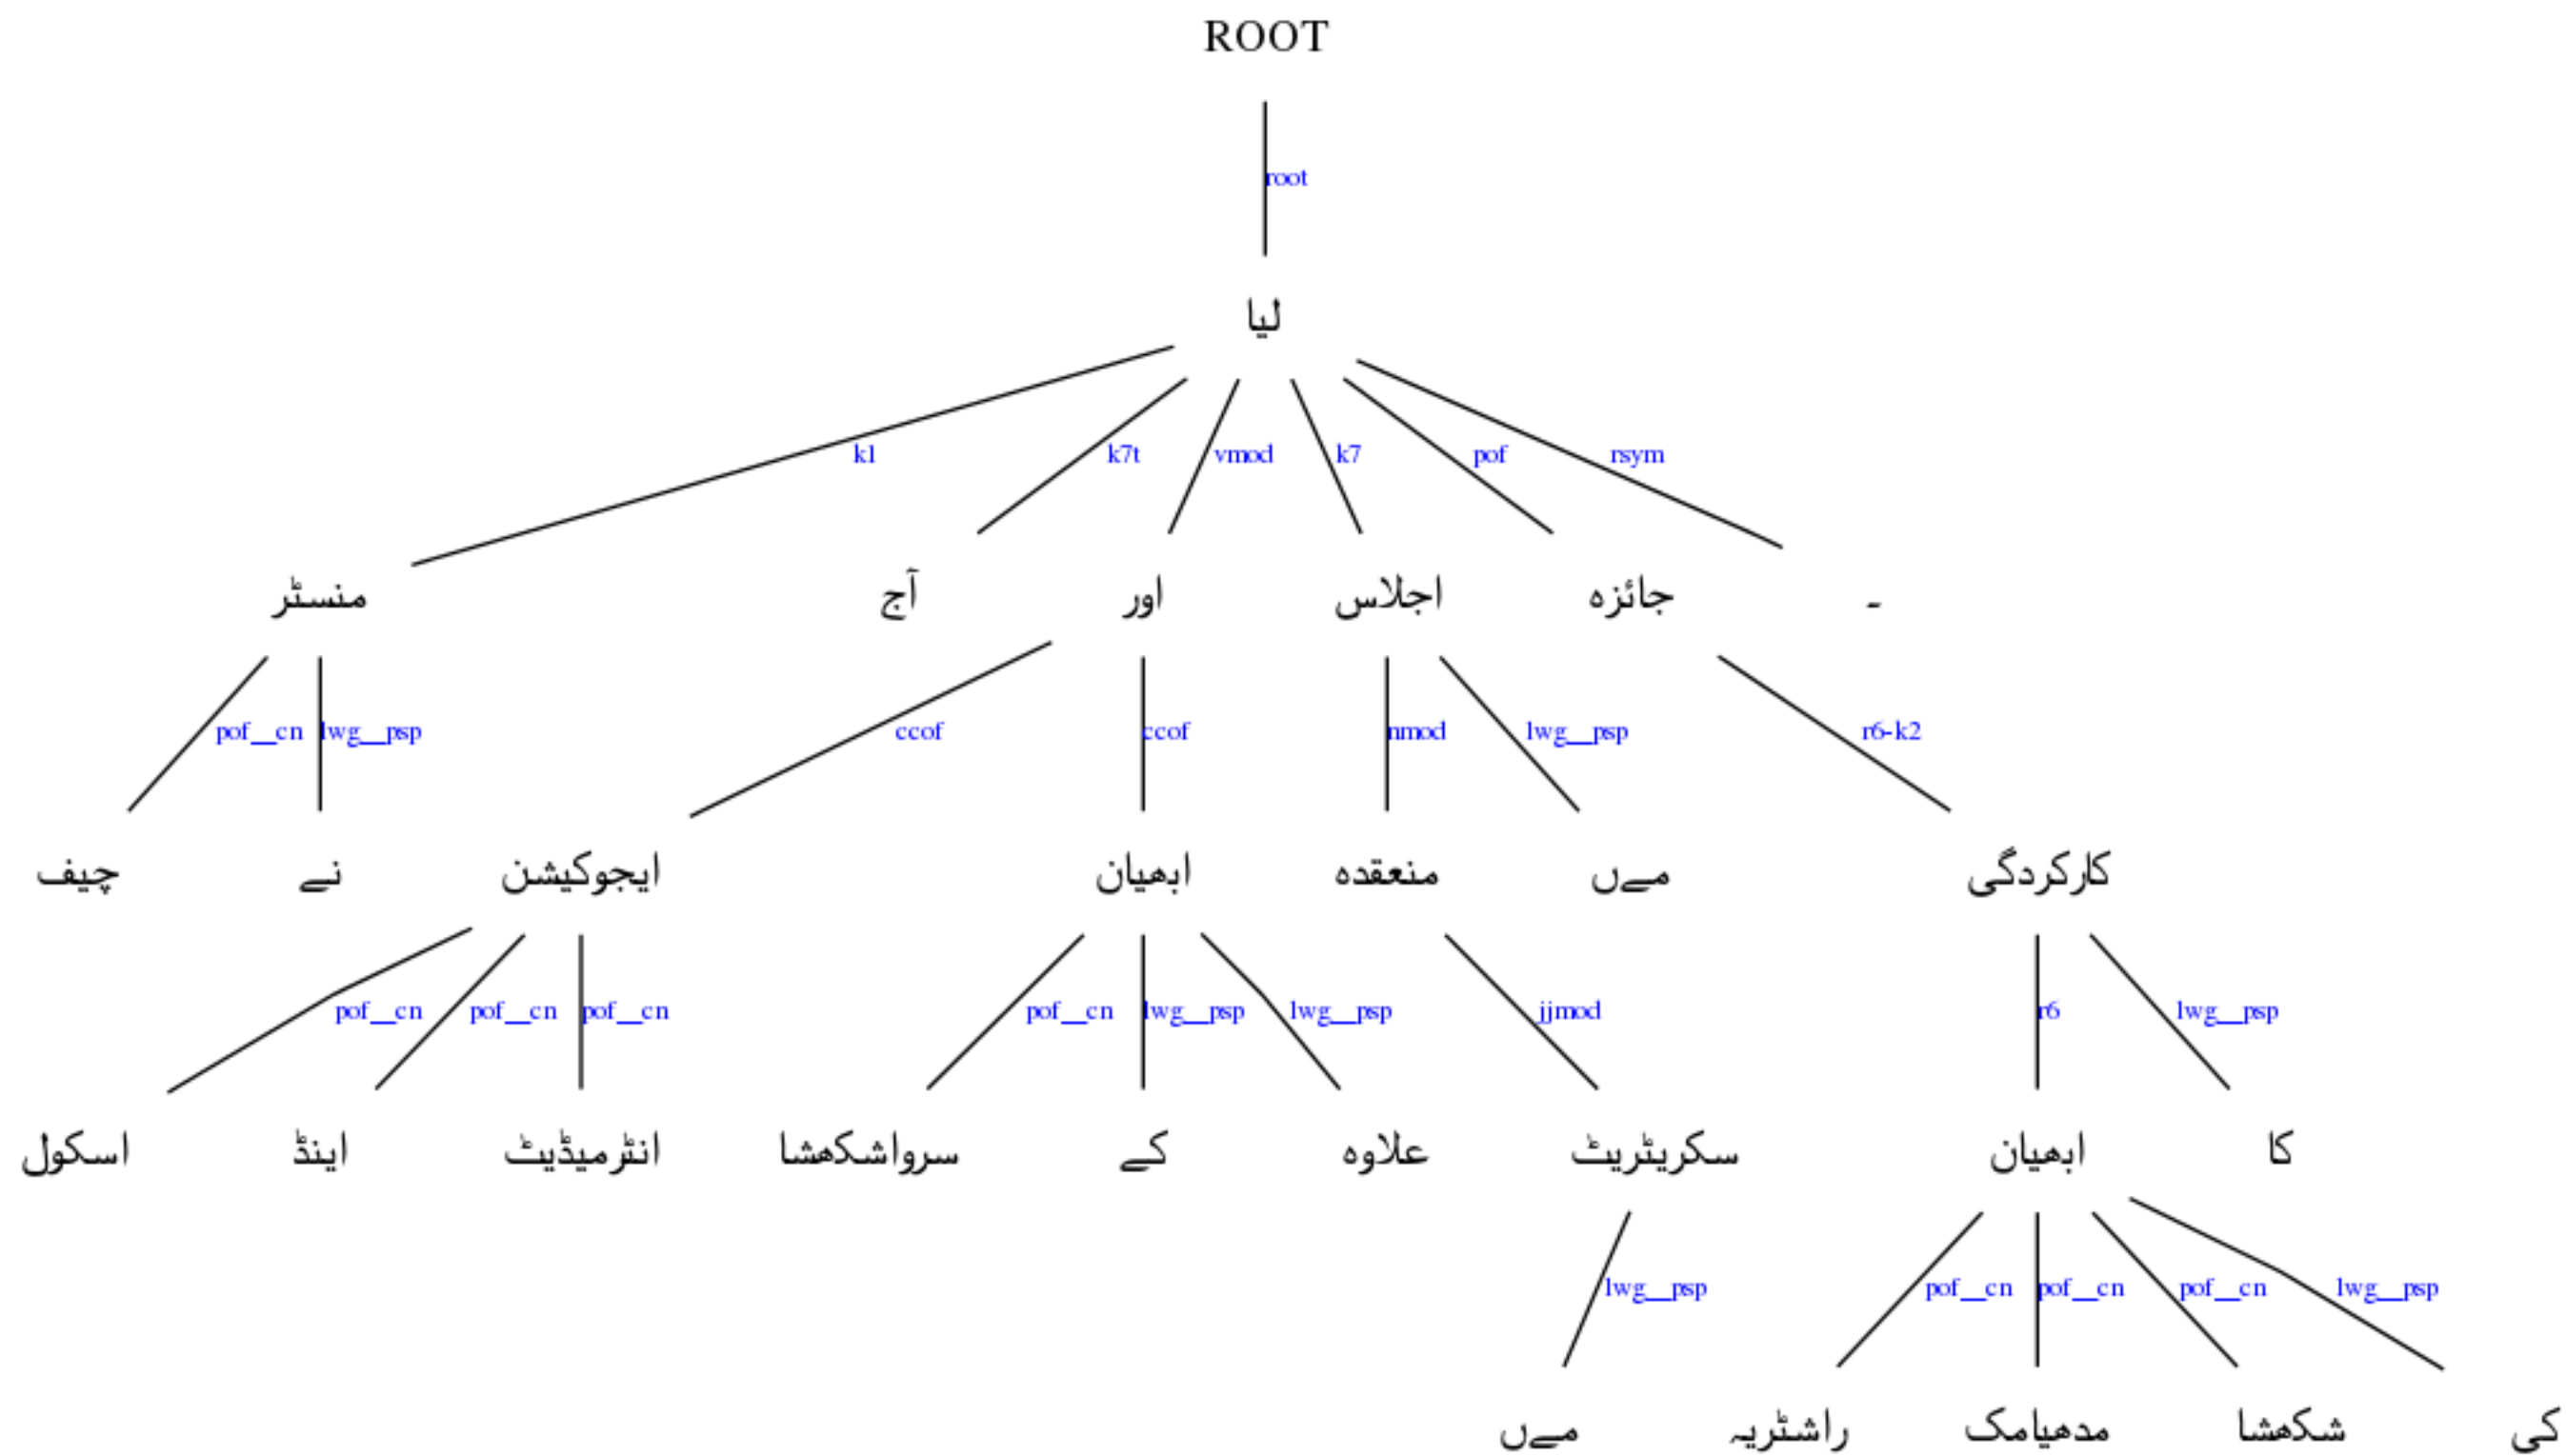 ROOT
root
لیا
k1 k7t vmod k7 pof rsym
منسٹر آج اور اجلاس جائزہ ۔
pof__cn lwg__psp ccof ccof nmod lwg__psp r6-k2
چیف نے ایجوکیشن ابھیان منعقدہ مےں کارکردگی
pof__cn pof__cn pof__cn pof__cn lwg__psp lwg__psp jjmod r6 lwg__psp
اسکول اینڈ انٹرمیڈیٹ سرواشکھشا کے علاوہ سکریٹریٹ ابھیان کا
lwg__psp pof__cn pof__cn pof__cn lwg__psp
مےں راشٹریہ مدھیامک شکھشا کی